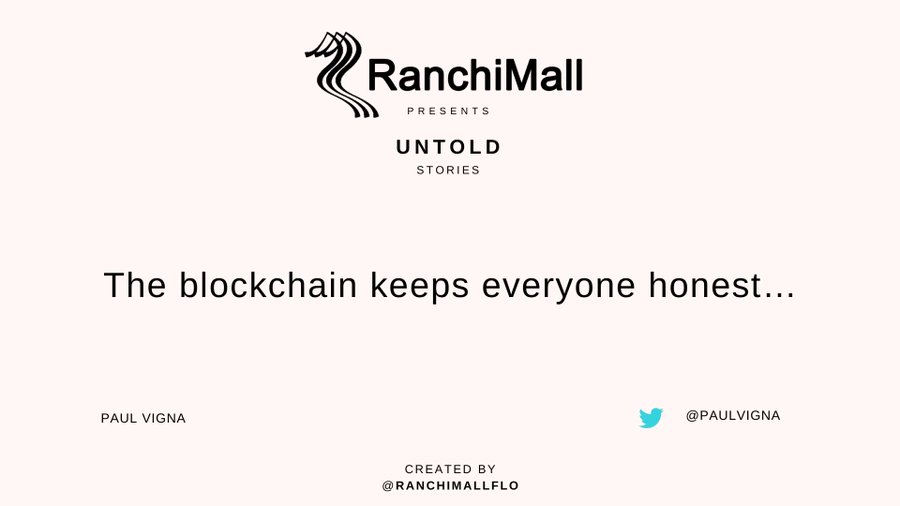 RanchiMall
PRESENTS
UNTOLD
STORIES
The blockchain keeps everyone honest...
PAUL VIGNA
@PAULVIGNA
CREATED BY
@RANCHIMALLFLO